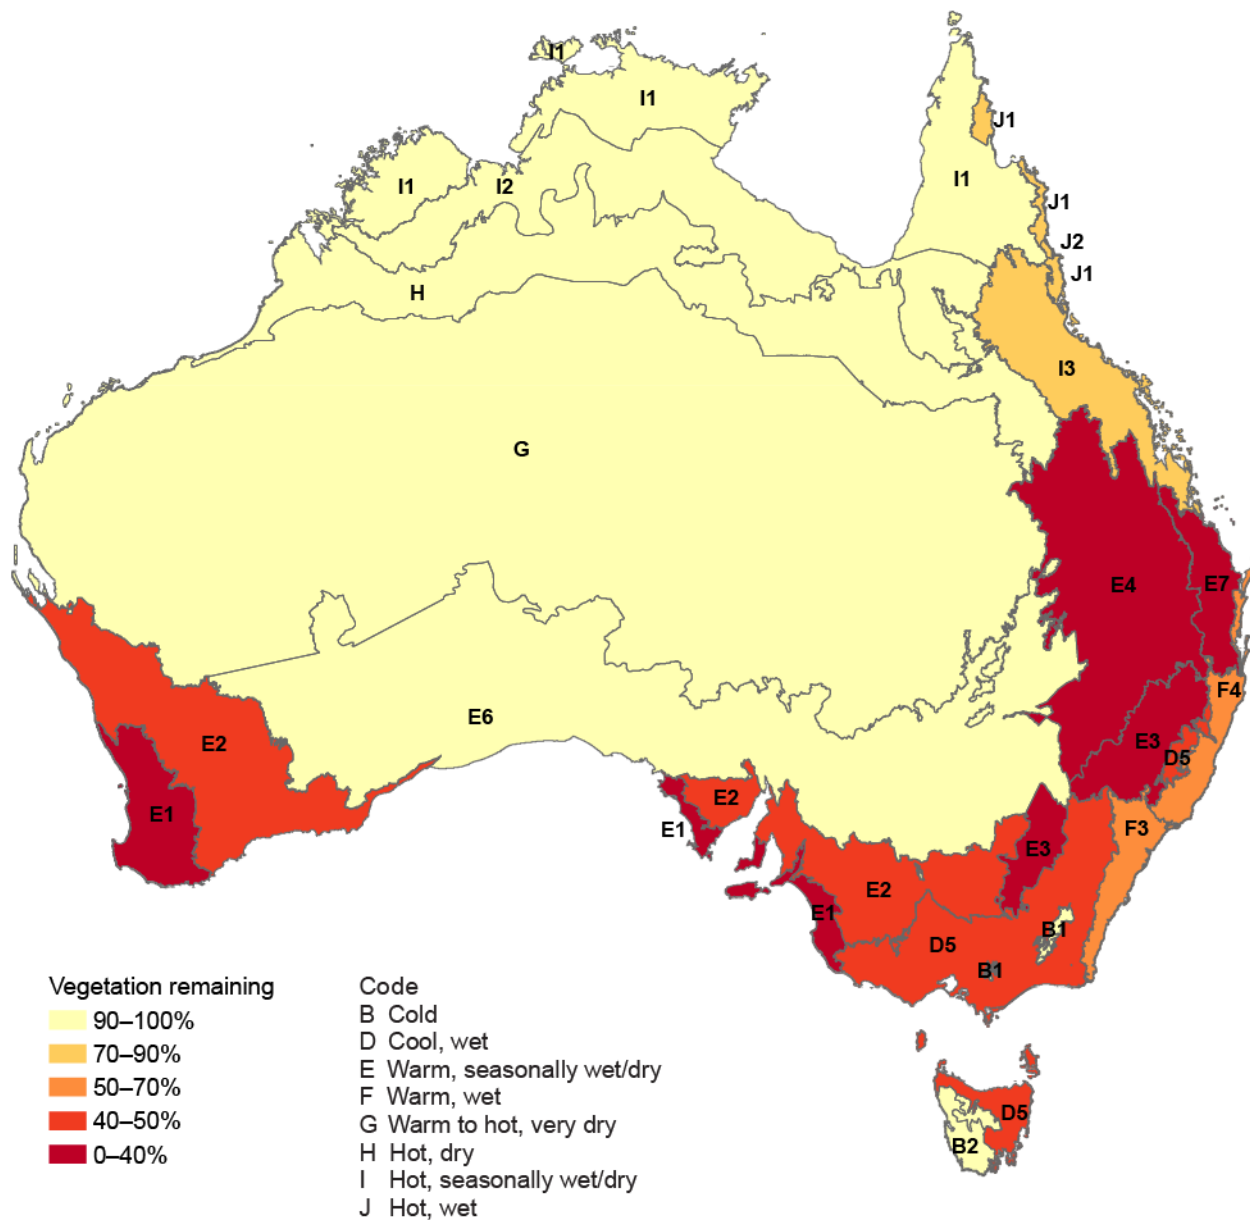 I1
I1
J1
I1
I2
I1
J1
J2
J1
H
I3
G
E4
E7
F4
E6
E2
E3
D5
E1
E2
E1
F3
E3
E2
E1
B1
D5
B1
Vegetation remaining
90–100%
70–90%
50–70%
40–50%
0–40%
Code
B Cold
D Cool, wet
E Warm, seasonally wet/dry
F Warm, wet
G Warm to hot, very dry
H Hot, dry
I Hot, seasonally wet/dry
J Hot, wet
D5
B2